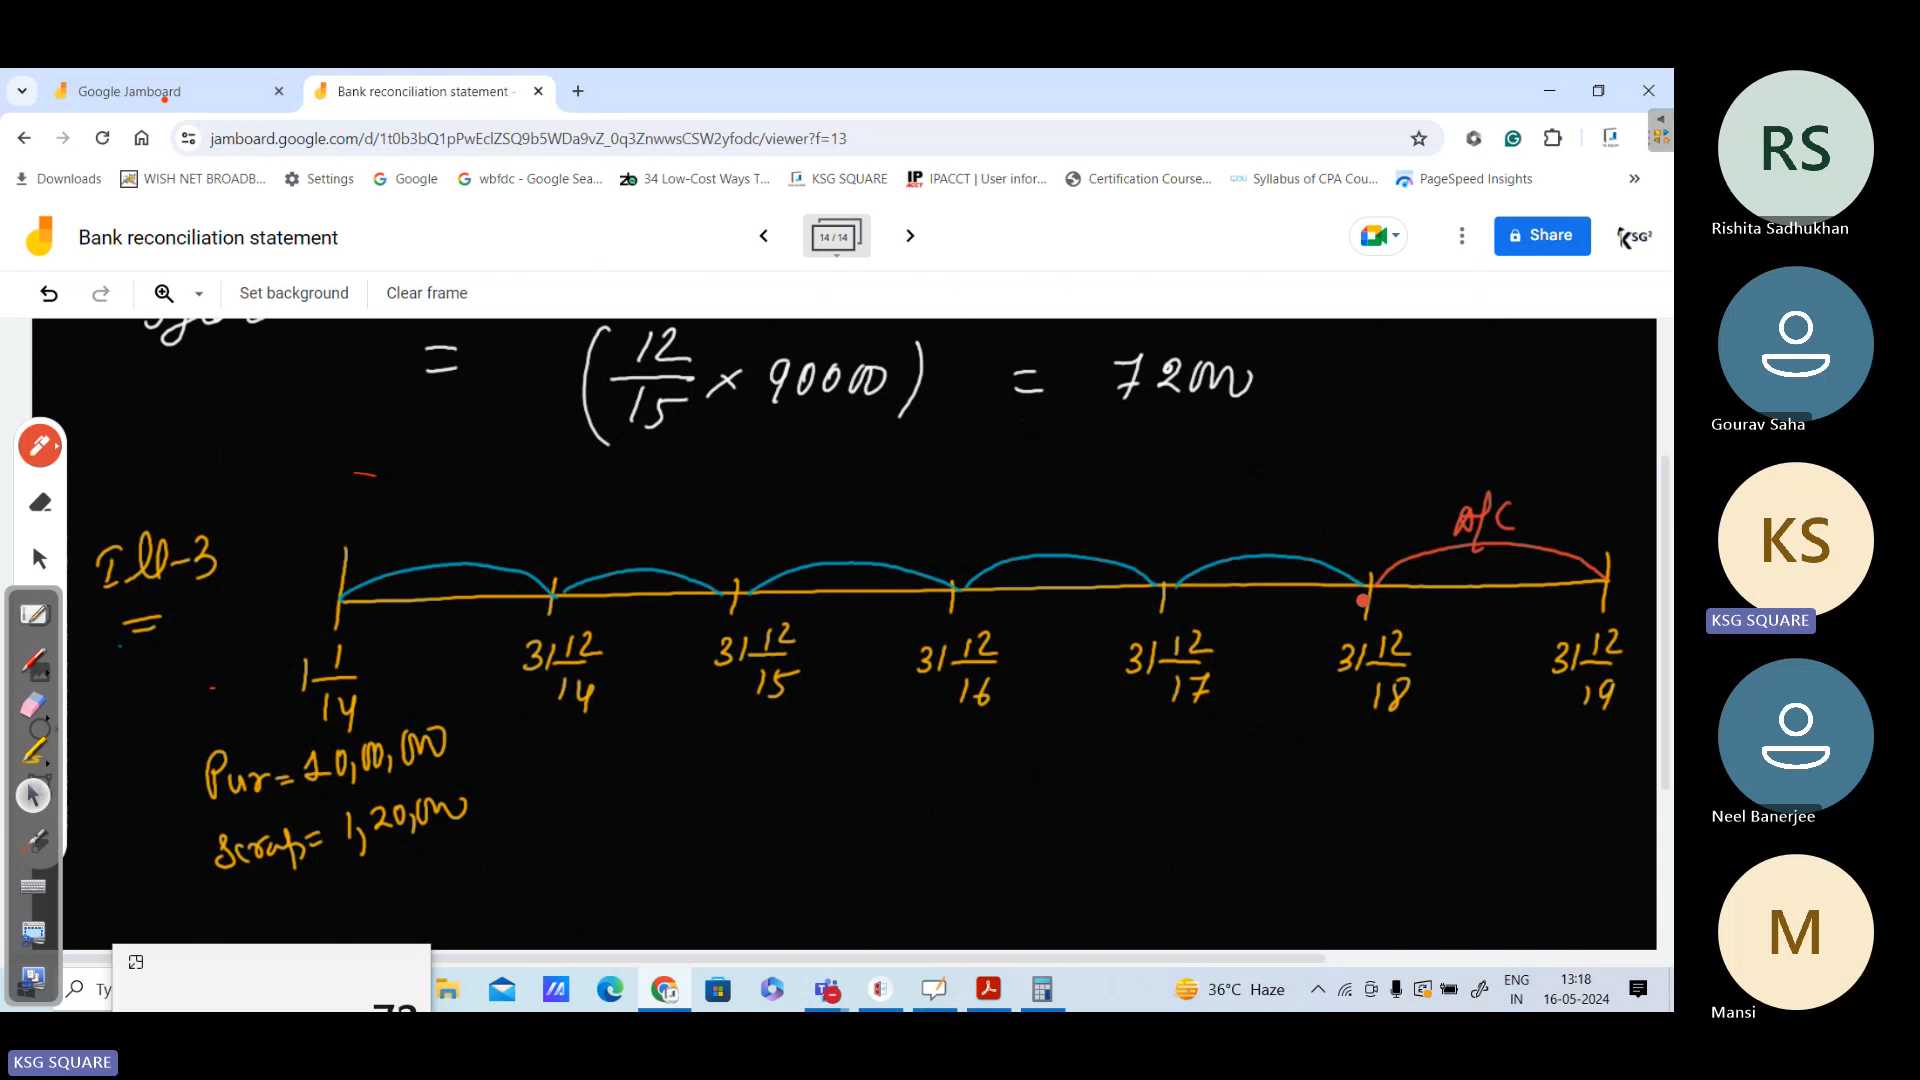 Google Jamboard
Bank reconciliation statement -
jamboard.google.com/d/1t0b3bQ1pPwEclZSQ9b5WDa9vZ_0q3ZnwwsCSW2yfodc/viewer?f=13
Downloads WISH NET BROADB... Settings Google wbfdc - Google Sea... 34 Low-Cost Ways T... KSG SQUARE IPACCT | User infor... Certification Course... Syllabus of CPA Cou... PageSpeed Insights
Bank reconciliation statement
14 / 14
Share
KSG²
Set background Clear frame
= (12/15 × 90000) = 72000
Ill-3
A/C
1 1/14 31 12/14 31 12/15 31 12/16 31 12/17 31 12/18 31 12/19
Pur = 10,00,000
Scrap = 1,20,000
Ty
36°C Haze
ENG
IN
13:18
16-05-2024
RS
Rishita Sadhukhan
Gourav Saha
KS
KSG SQUARE
Neel Banerjee
M
Mansi
KSG SQUARE